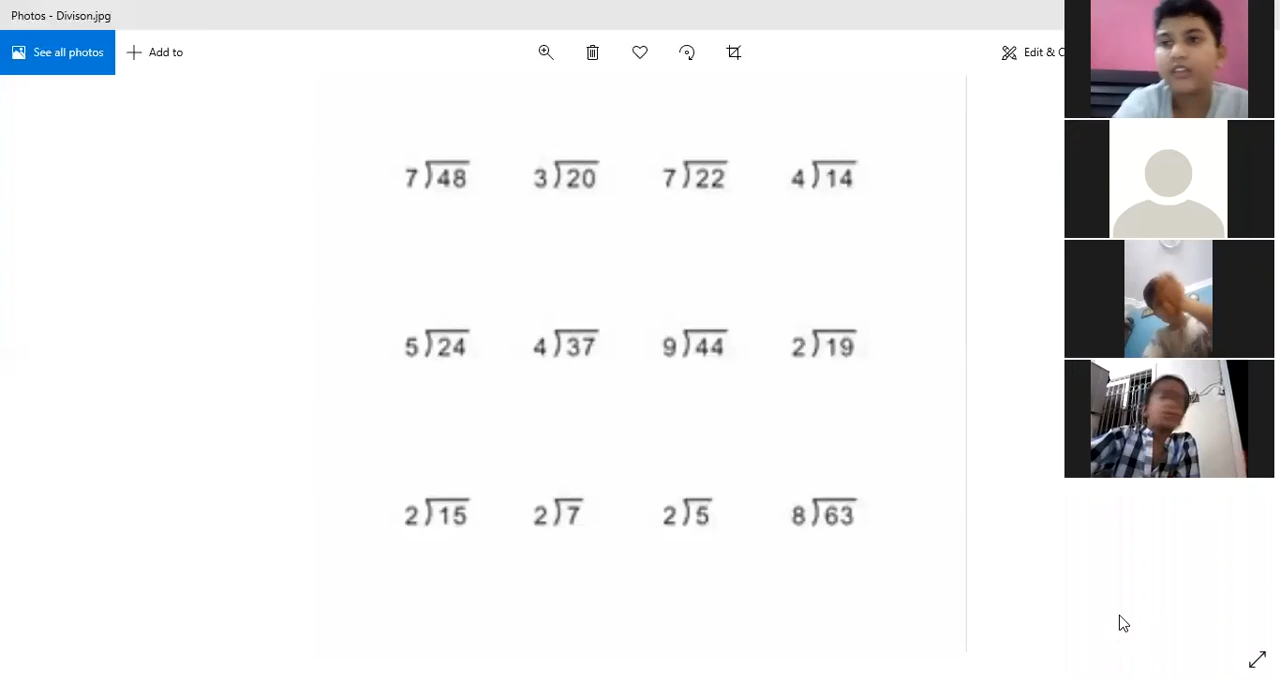 Photos - Divison.jpg
See all photos
Add to
Edit & C
7)48 3)20 7)22 4)14
5)24 4)37 9)44 2)19
2)15 2)7 2)5 8)63